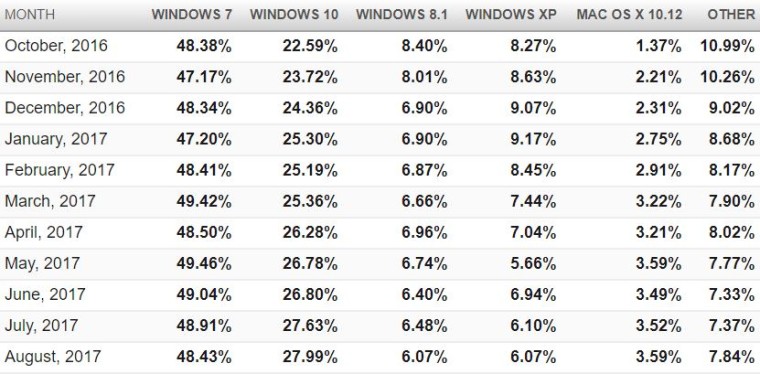 MONTH WINDOWS 7 WINDOWS 10 WINDOWS 8.1 WINDOWS XP MAC OS X 10.12 OTHER
October, 2016 48.38% 22.59% 8.40% 8.27% 1.37% 10.99%
November, 2016 47.17% 23.72% 8.01% 8.63% 2.21% 10.26%
December, 2016 48.34% 24.36% 6.90% 9.07% 2.31% 9.02%
January, 2017 47.20% 25.30% 6.90% 9.17% 2.75% 8.68%
February, 2017 48.41% 25.19% 6.87% 8.45% 2.91% 8.17%
March, 2017 49.42% 25.36% 6.66% 7.44% 3.22% 7.90%
April, 2017 48.50% 26.28% 6.96% 7.04% 3.21% 8.02%
May, 2017 49.46% 26.78% 6.74% 5.66% 3.59% 7.77%
June, 2017 49.04% 26.80% 6.40% 6.94% 3.49% 7.33%
July, 2017 48.91% 27.63% 6.48% 6.10% 3.52% 7.37%
August, 2017 48.43% 27.99% 6.07% 6.07% 3.59% 7.84%